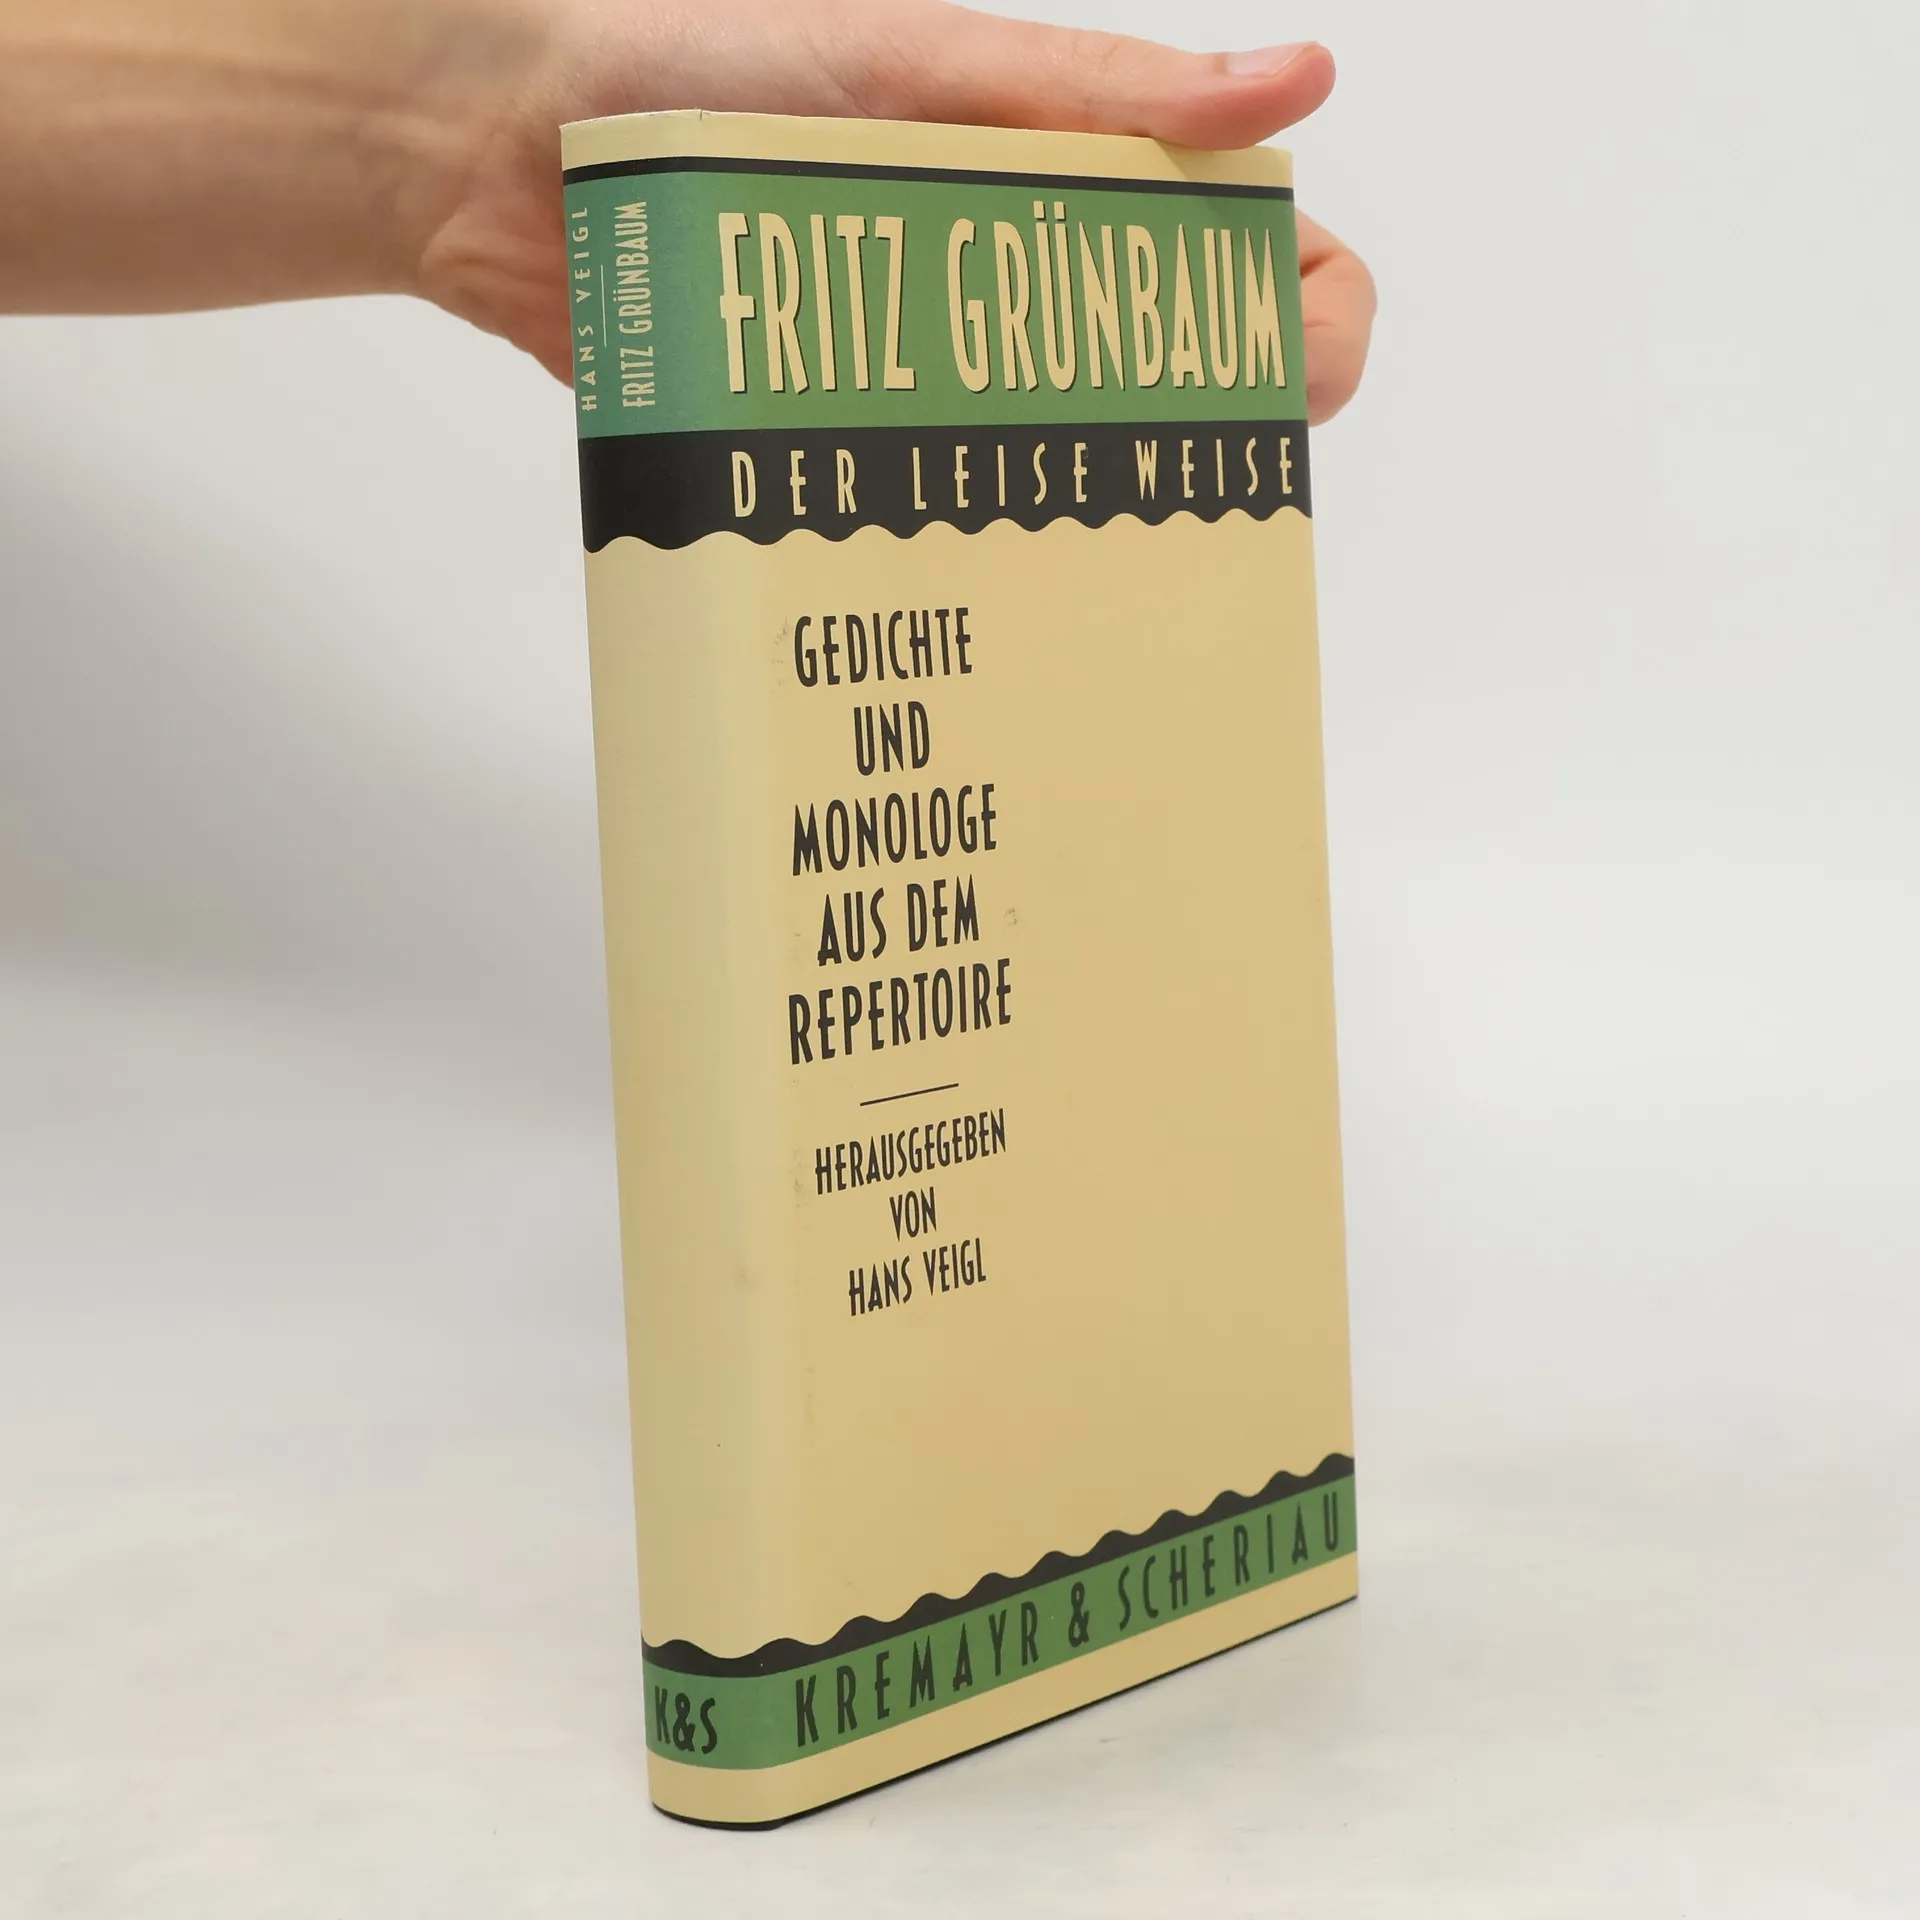 HANS VEIGL
FRITZ GRÜNBAUM
FRITZ GRÜNBAUM
DER LEISE WEISE
GEDICHTE
UND
MONOLOGE
AUS DEM
REPERTOIRE
HERAUSGEGEBEN
VON
HANS VEIGL
K&S
KREMAYR & SCHERIAU